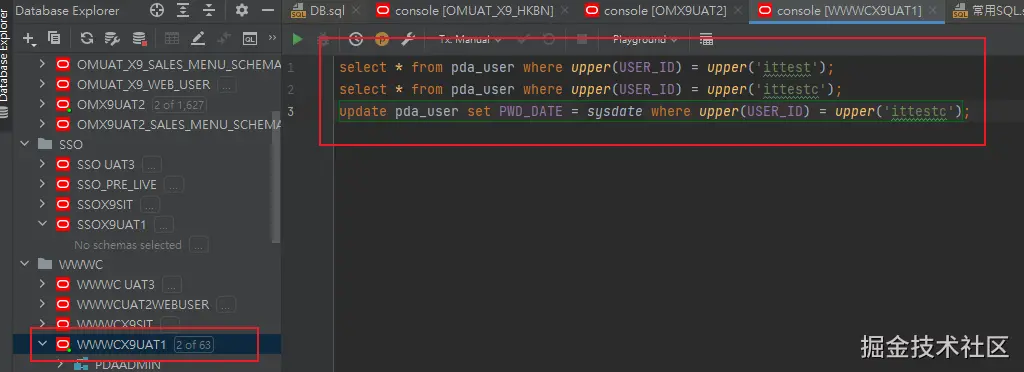 Database Explorer
Database Explorer
OMUAT_X9_SALES_MENU_SCHEMA
OMUAT_X9_WEB_USER ...
OMX9UAT2 2 of 1,627
OMX9UAT2_SALES_MENU_SCHEMA
SSO
SSO UAT3 ...
SSO_PRE_LIVE ...
SSOX9SIT ...
SSOX9UAT1 ...
No schemas selected ...
WWWC
WWWC UAT3 ...
WWWCUAT2WEBUSER ...
WWWCX9SIT ...
WWWCX9UAT1 2 of 63
PDAADMIN
DB.sql
console [OMUAT_X9_HKBN]
console [OMX9UAT2]
console [WWWCX9UAT1]
常用SQL.s
Tx: Manual
Playground
1 select * from pda_user where upper(USER_ID) = upper('ittest');
2 select * from pda_user where upper(USER_ID) = upper('ittestc');
3 update pda_user set PWD_DATE = sysdate where upper(USER_ID) = upper('ittestc');
掘金技术社区